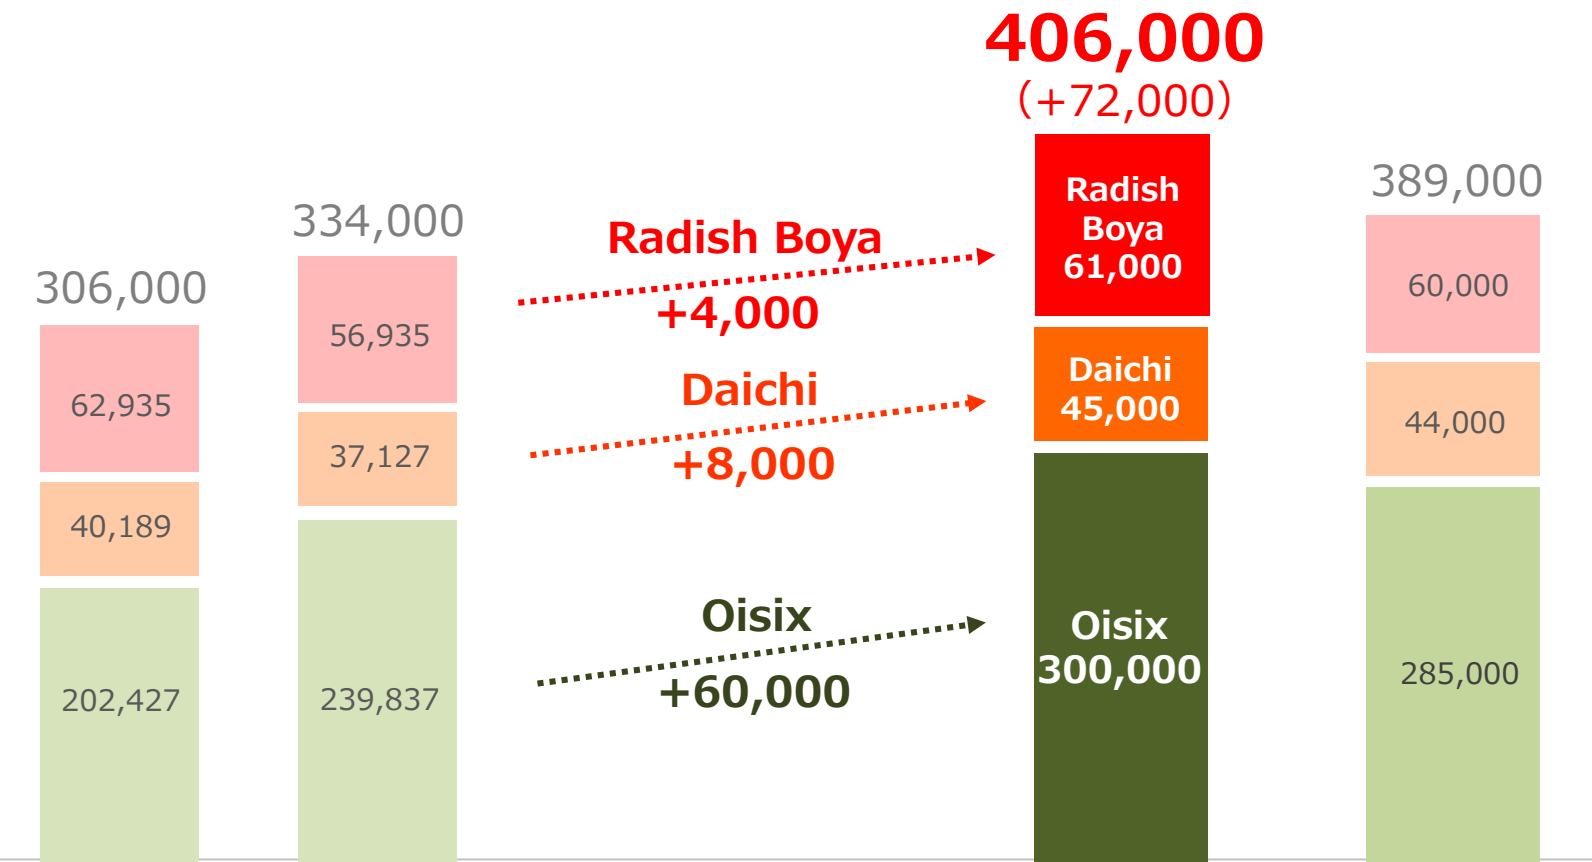 306,000
62,935
40,189
202,427
334,000
56,935
37,127
239,837
Radish Boya
+4,000
Daichi
+8,000
Oisix
+60,000
406,000
（+72,000）
Radish
Boya
61,000
Daichi
45,000
Oisix
300,000
389,000
60,000
44,000
285,000